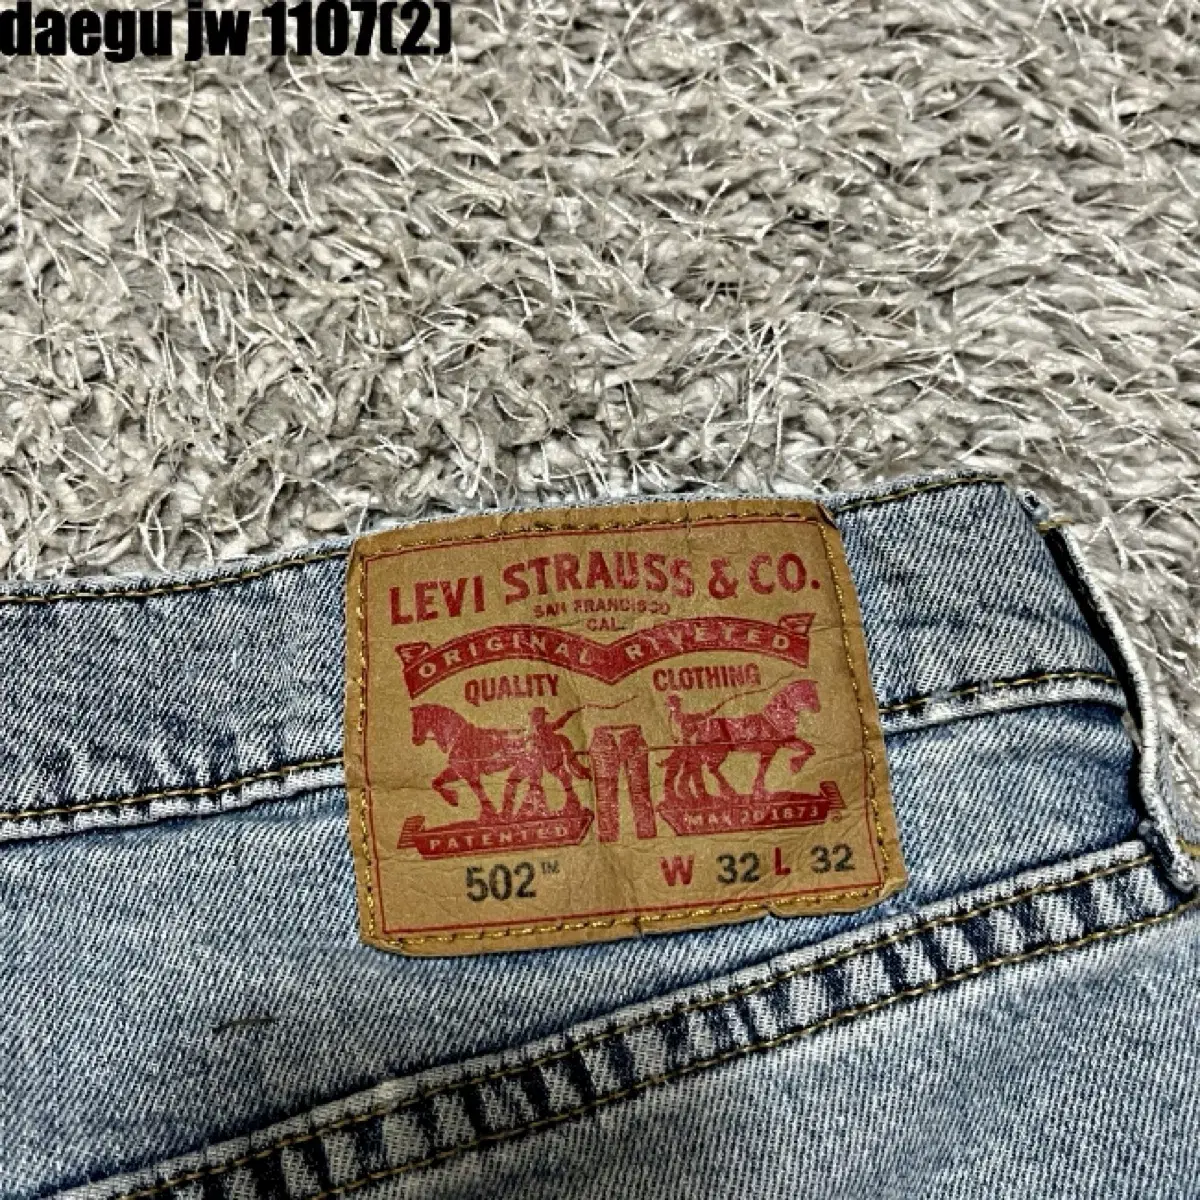 daegu jw 1107(2)
LEVI STRAUSS & CO.
SAN FRANCISCO
CAL.
ORIGINAL RIVETED
QUALITY CLOTHING
PATENTED MAY 20 1873
502™ W 32 L 32